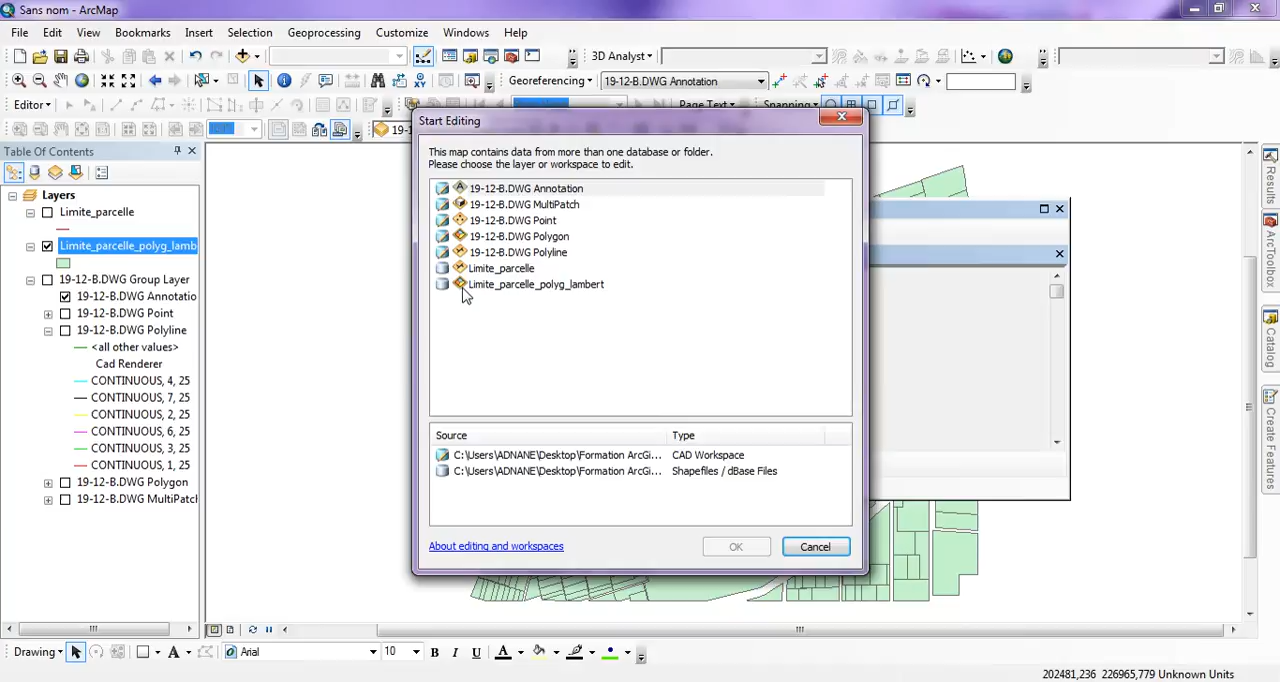 Sans nom - ArcMap
File Edit View Bookmarks Insert Selection Geoprocessing Customize Windows Help
3D Analyst
Georeferencing 19-12-B.DWG Annotation
Editor Page Text Snapping
19-1
Table Of Contents
Layers
Limite_parcelle
Limite_parcelle_polyg_lamb
19-12-B.DWG Group Layer
19-12-B.DWG Annotatio
19-12-B.DWG Point
19-12-B.DWG Polyline
<all other values>
Cad Renderer
CONTINUOUS, 4, 25
CONTINUOUS, 7, 25
CONTINUOUS, 2, 25
CONTINUOUS, 6, 25
CONTINUOUS, 3, 25
CONTINUOUS, 1, 25
19-12-B.DWG Polygon
19-12-B.DWG MultiPatch
Start Editing
This map contains data from more than one database or folder.
Please choose the layer or workspace to edit.
19-12-B.DWG Annotation
19-12-B.DWG MultiPatch
19-12-B.DWG Point
19-12-B.DWG Polygon
19-12-B.DWG Polyline
Limite_parcelle
Limite_parcelle_polyg_lambert
Source Type
C:\Users\ADNANE\Desktop\Formation ArcGi... CAD Workspace
C:\Users\ADNANE\Desktop\Formation ArcGi... Shapefiles / dBase Files
About editing and workspaces OK Cancel
Results
ArcToolbox
Catalog
Create Features
Drawing A Arial 10 B I U A
202481,236 226965,779 Unknown Units